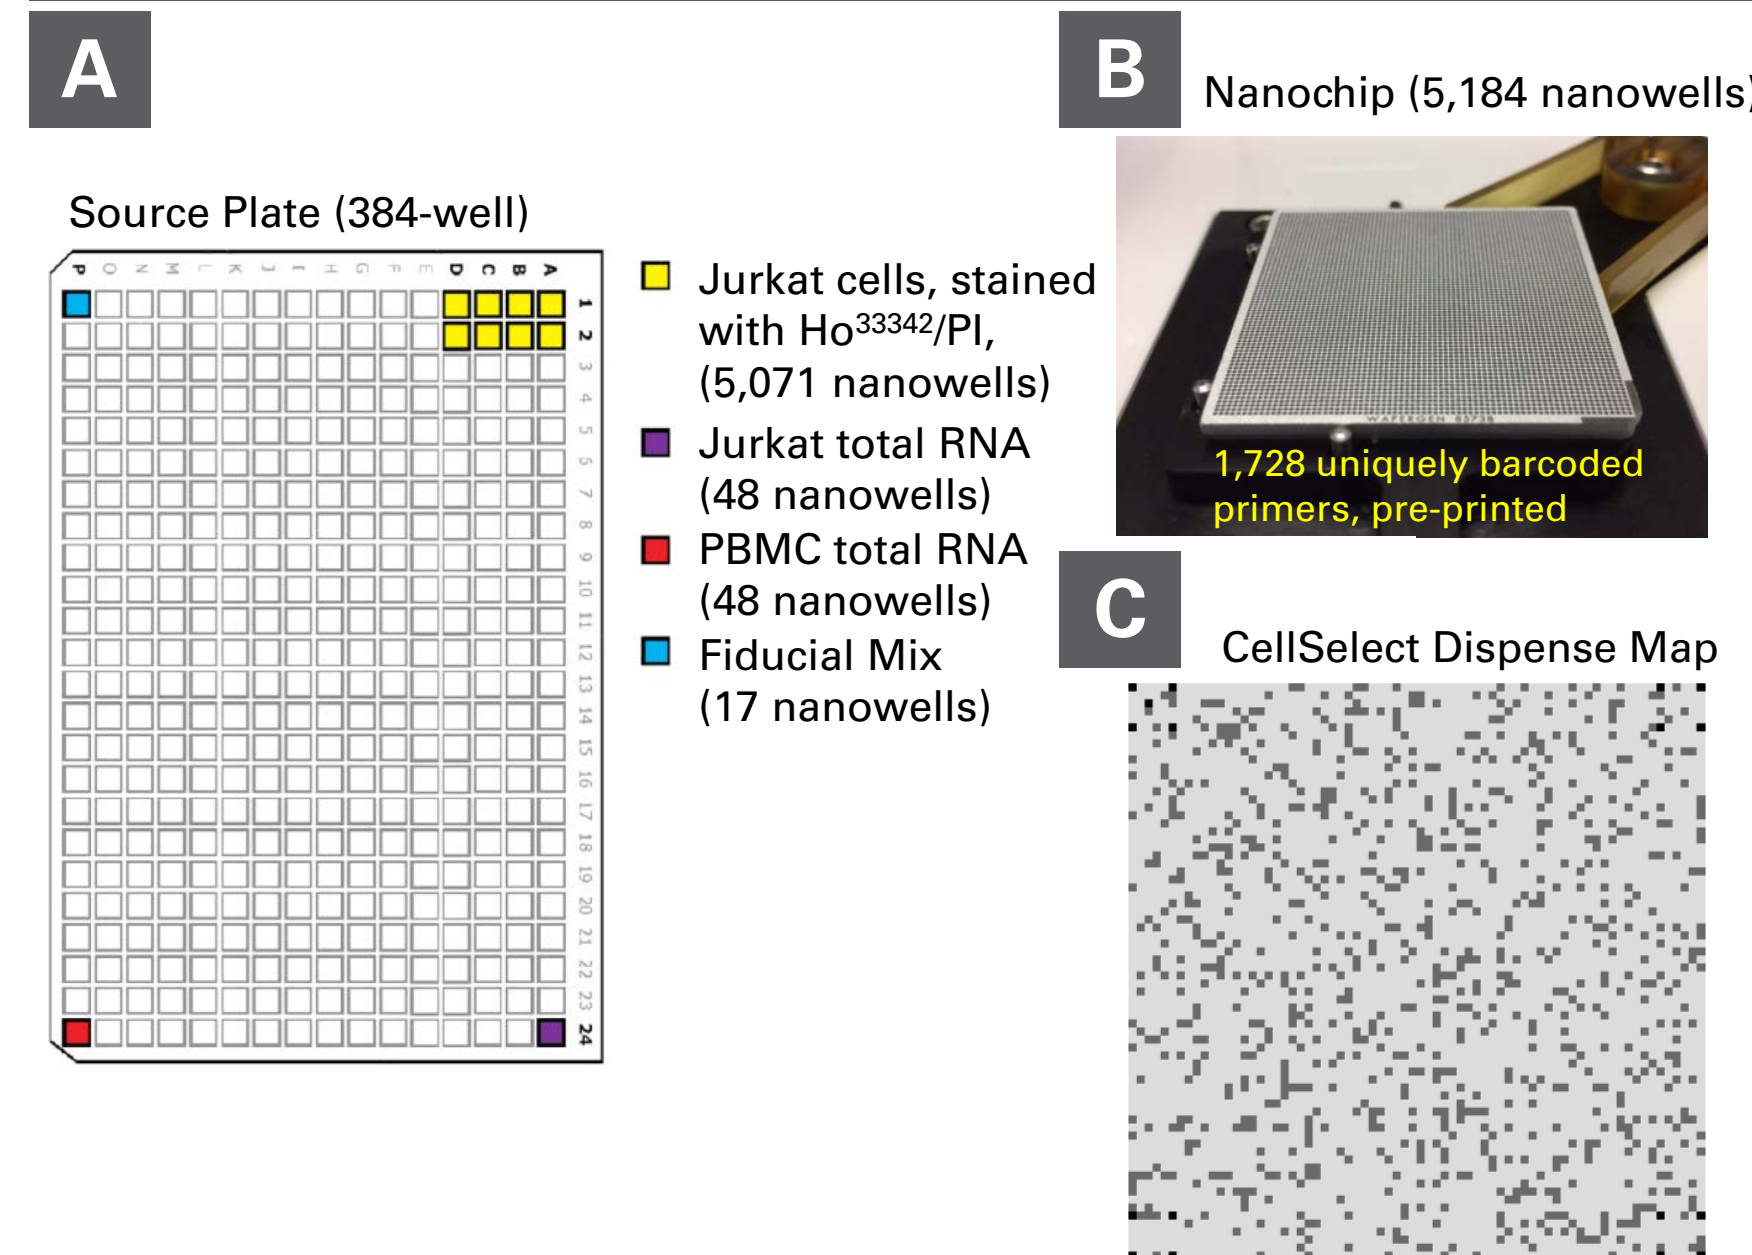 A
Source Plate (384-well)
P O N M L K J I H G F E D C B A
1
2
3
4
5
6
7
8
9
10
11
12
13
14
15
16
17
18
19
20
21
22
23
24
Jurkat cells, stained
with Ho33342/PI,
(5,071 nanowells)
Jurkat total RNA
(48 nanowells)
PBMC total RNA
(48 nanowells)
Fiducial Mix
(17 nanowells)
B
Nanochip (5,184 nanowells)
WAFERGEN
1,728 uniquely barcoded
primers, pre-printed
C
CellSelect Dispense Map